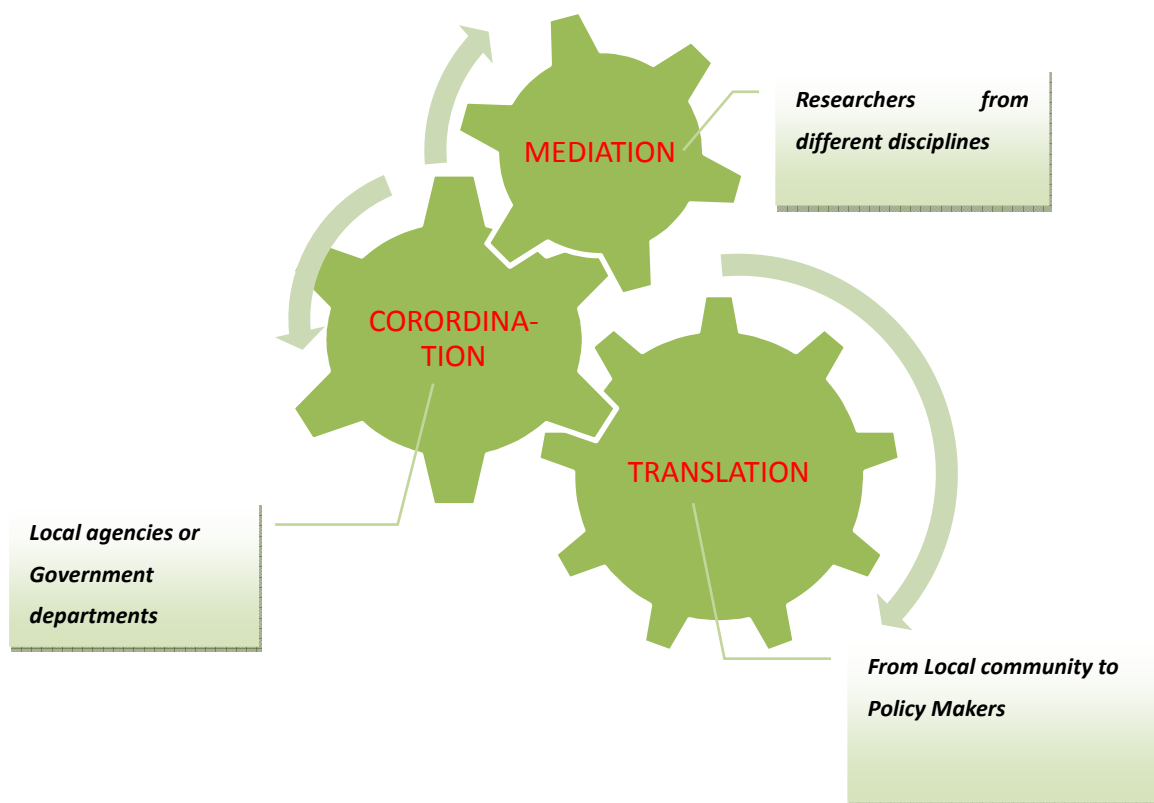 MEDIATION
Researchers from
different disciplines
CORORDINA-
TION
TRANSLATION
Local agencies or
Government
departments
From Local community to
Policy Makers